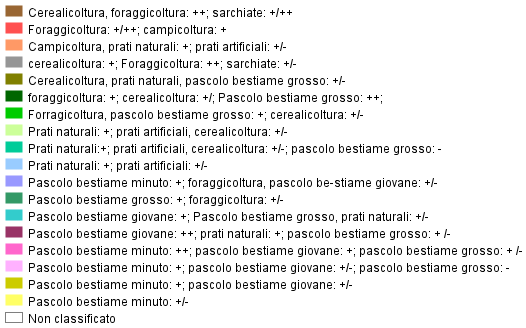 Cerealicoltura, foraggicoltura: ++; sarchiate: +/++
Foraggicoltura: +/++; campicoltura: +
Campicoltura, prati naturali: +; prati artificiali: +/-
cerealicoltura: +; Foraggicoltura: ++; sarchiate: +/-
Cerealicoltura, prati naturali, pascolo bestiame grosso: +/-
foraggicoltura: +; cerealicoltura: +/; Pascolo bestiame grosso: ++;
Forragicoltura, pascolo bestiame grosso: +; cerealicoltura: +/-
Prati naturali: +; prati artificiali, cerealicoltura: +/-
Prati naturali:+; prati artificiali, cerealicoltura: +/-; pascolo bestiame grosso: -
Prati naturali: +; prati artificiali: +/-
Pascolo bestiame minuto: +; foraggicoltura, pascolo be-stiame giovane: +/-
Pascolo bestiame grosso: +; foraggicoltura: +/-
Pascolo bestiame giovane: +; Pascolo bestiame grosso, prati naturali: +/-
Pascolo bestiame giovane: ++; prati naturali: +; pascolo bestiame grosso: + /-
Pascolo bestiame minuto: ++; pascolo bestiame giovane: +; pascolo bestiame grosso: + /-
Pascolo bestiame minuto: +; pascolo bestiame giovane: +/-; pascolo bestiame grosso: -
Pascolo bestiame minuto: +; pascolo bestiame giovane: +/-
Pascolo bestiame minuto: +/-
Non classificato